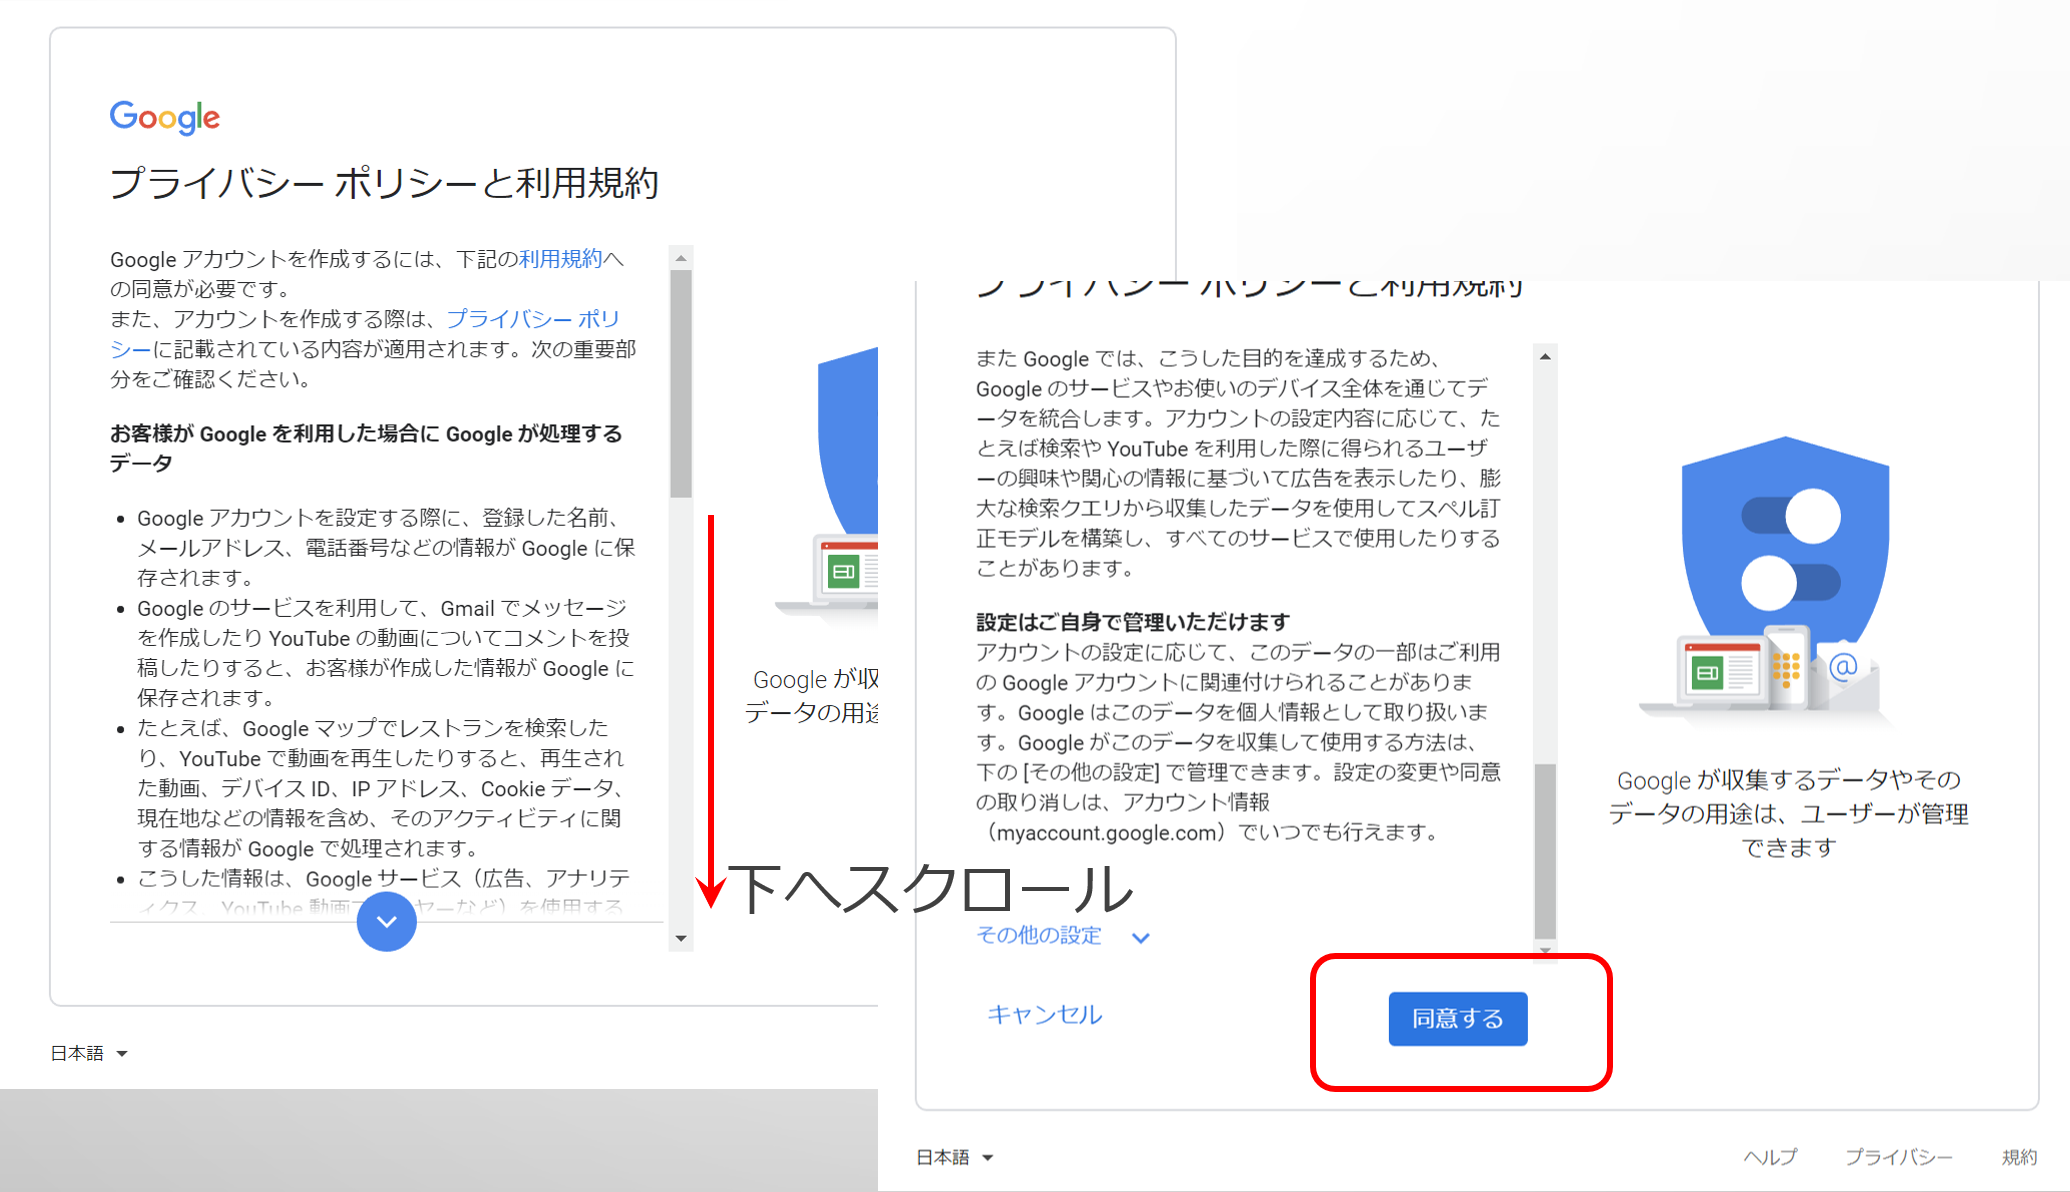 Google
プライバシー ポリシーと利用規約
Google アカウントを作成するには、下記の利用規約へ
の同意が必要です。
また、アカウントを作成する際は、プライバシー ポリ
シーに記載されている内容が適用されます。次の重要部
分をご確認ください。
お客様が Google を利用した場合に Google が処理する
データ
• Google アカウントを設定する際に、登録した名前、
メールアドレス、電話番号などの情報が Google に保
存されます。
• Google のサービスを利用して、Gmail でメッセージ
を作成したり YouTube の動画についてコメントを投
稿したりすると、お客様が作成した情報が Google に
保存されます。
• たとえば、Google マップでレストランを検索した
り、YouTube で動画を再生したりすると、再生され
た動画、デバイス ID、IP アドレス、Cookie データ、
現在地などの情報を含め、そのアクティビティに関
する情報が Google で処理されます。
• こうした情報は、Google サービス（広告、アナリテ
ィクス、YouTube 動画プ ヤーなど）を使用する
Google が収
データの用途
日本語
下へスクロール
プライバシー ポリシーと利用規約
また Google では、こうした目的を達成するため、
Google のサービスやお使いのデバイス全体を通じてデ
ータを統合します。アカウントの設定内容に応じて、た
とえば検索や YouTube を利用した際に得られるユーザ
ーの興味や関心の情報に基づいて広告を表示したり、膨
大な検索クエリから収集したデータを使用してスペル訂
正モデルを構築し、すべてのサービスで使用したりする
ことがあります。
設定はご自身で管理いただけます
アカウントの設定に応じて、このデータの一部はご利用
の Google アカウントに関連付けられることがありま
す。Google はこのデータを個人情報として取り扱いま
す。Google がこのデータを収集して使用する方法は、
下の [その他の設定] で管理できます。設定の変更や同意
の取り消しは、アカウント情報
（myaccount.google.com）でいつでも行えます。
その他の設定
キャンセル
同意する
@
Google が収集するデータやその
データの用途は、ユーザーが管理
できます
日本語
ヘルプ プライバシー 規約